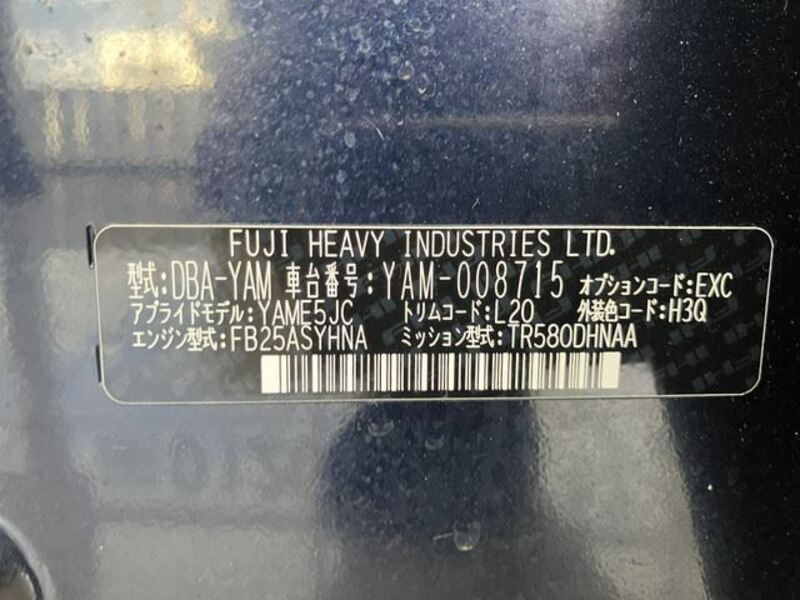 FUJI HEAVY INDUSTRIES LTD.
型式:DBA-YAM 車台番号:YAM-008715 オプションコード:EXC
アプライドモデル:YAME5JC トリムコード:L20 外装色コード:H3Q
エンジン型式:FB25ASYHNA ミッション型式:TR580DHNAA